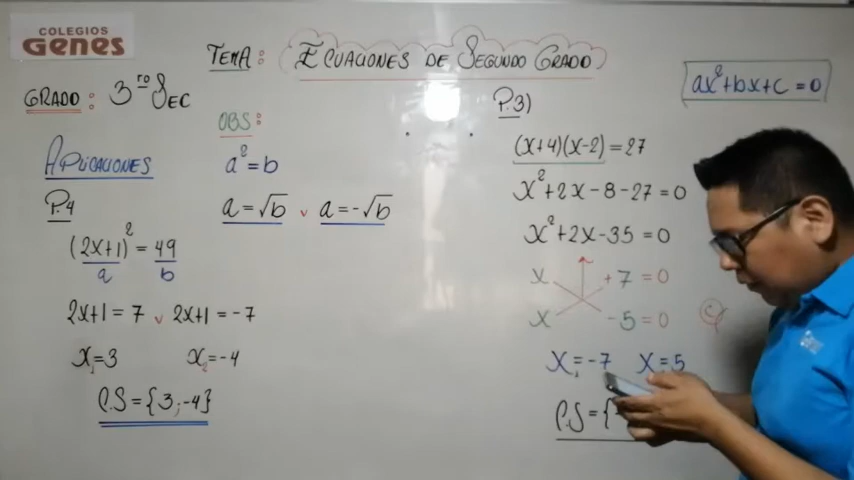 COLEGIOS
Genes
TEMA: ECUACIONES DE SEGUNDO GRADO
ax²+bx+c=0
GRADO: 3ro SEC
OBS:
a²=b
a=√b v a=-√b
APLICACIONES
P.4
(2x+1)²=49
a b
2x+1=7 v 2x+1=-7
x₁=3 x₂=-4
C.S={3;-4}
P.3)
(x+4)(x-2)=27
x²+2x-8-27=0
x²+2x-35=0
x +7=0
x -5=0
x₁=-7 x=5
C.S={